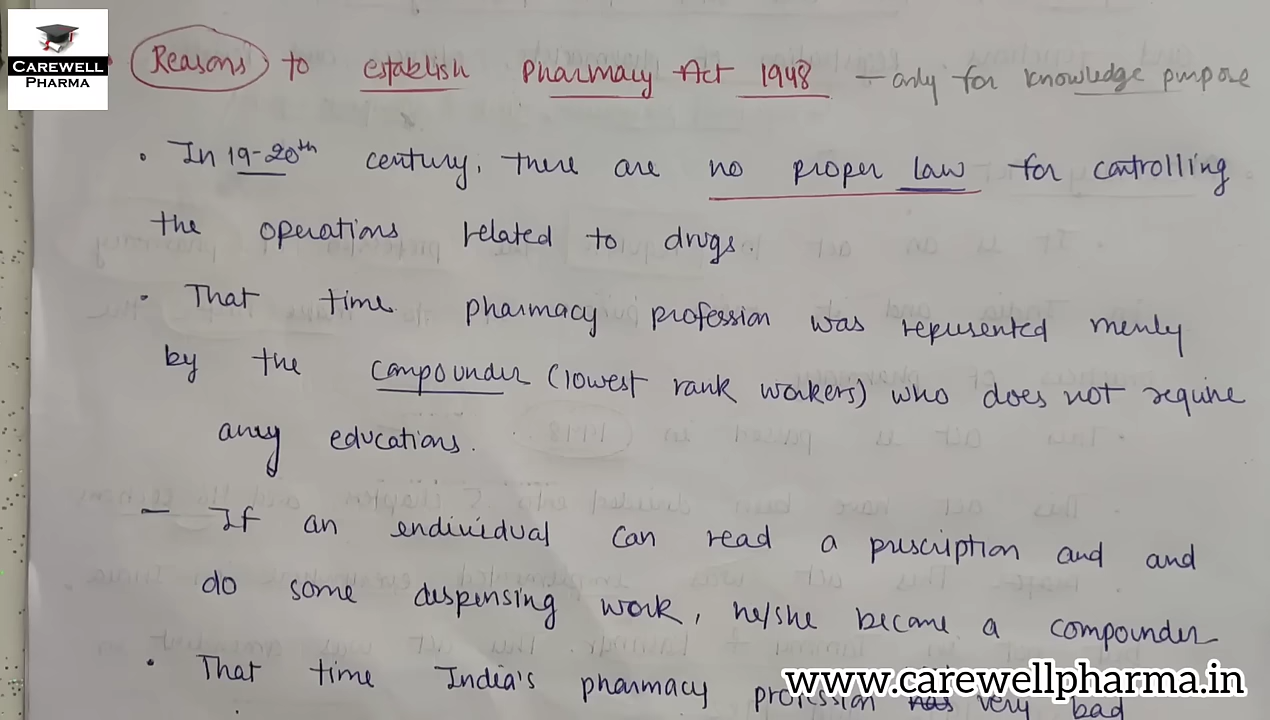 CAREWELL
PHARMA
Reasons to establish Pharmacy Act 1948 – only for knowledge purpose
• In 19-20th century, there are no proper law for controlling
the operations related to drugs.
• That time pharmacy profession was represented merely
by the compounder (lowest rank workers) who does not require
any educations.
– If an endividual can read a prescription and and
do some dispensing work, he/she become a compounder
• That time India's pharmacy profession was very bad
www.carewellpharma.in